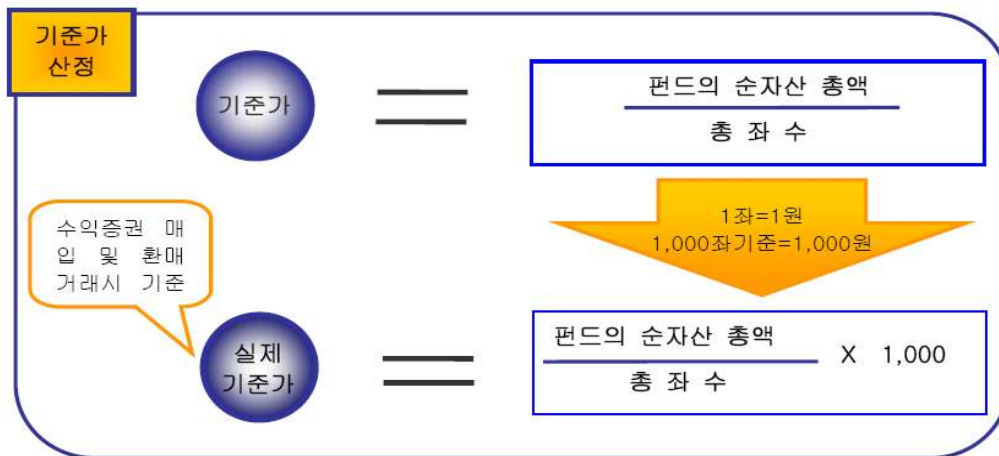 기준가
산정
기준가
펀드의 순자산 총액
총 좌 수
1좌=1원
1,000좌기준=1,000원
수익증권 매
입 및 환매
거래시 기준
실제
기준가
펀드의 순자산 총액
총 좌 수
X 1,000